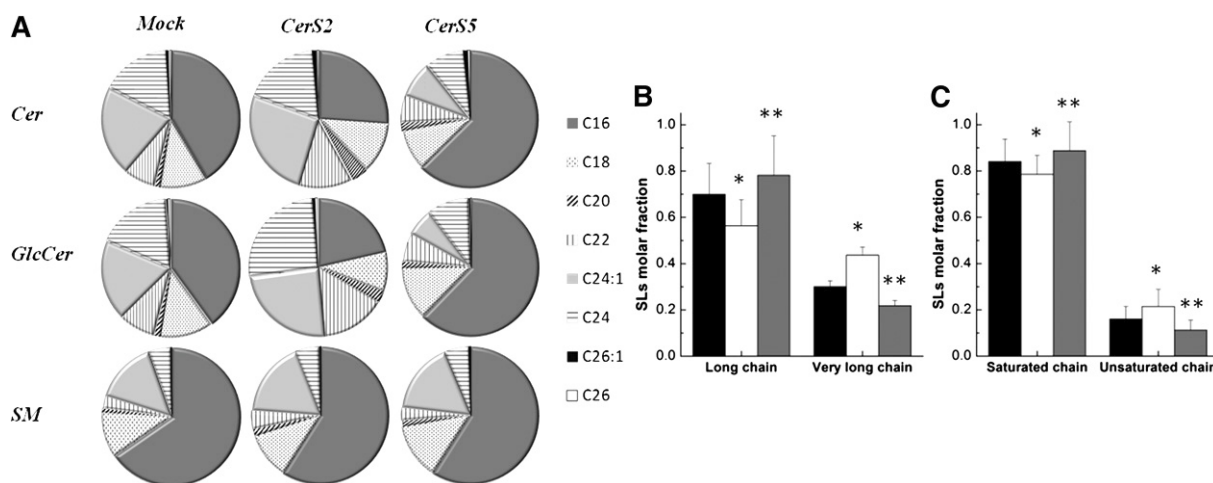 A
Mock CerS2 CerS5
Cer
GlcCer
SM
C16
C18
C20
C22
C24:1
C24
C26:1
C26
B
SLs molar fraction
1.0
0.8
0.6
0.4
0.2
0.0
* ** * **
Long chain Very long chain
C
SLs molar fraction
1.0
0.8
0.6
0.4
0.2
0.0
* ** * **
Saturated chain Unsaturated chain